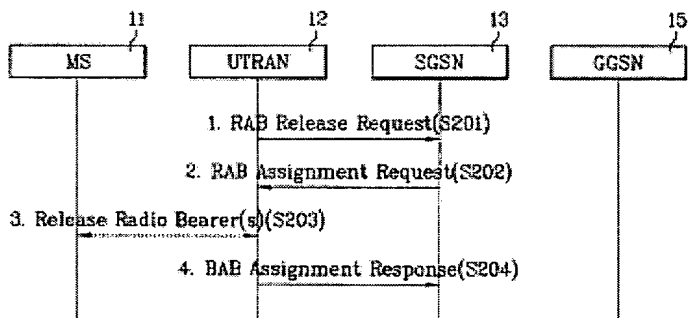 11 12 13 15
MS UTRAN SGSN GGSN
1. RAB Release Request(S201)
2. RAB Assignment Request(S202)
3. Release Radio Bearer(s)(S203)
4. BAB Assignment Response(S204)